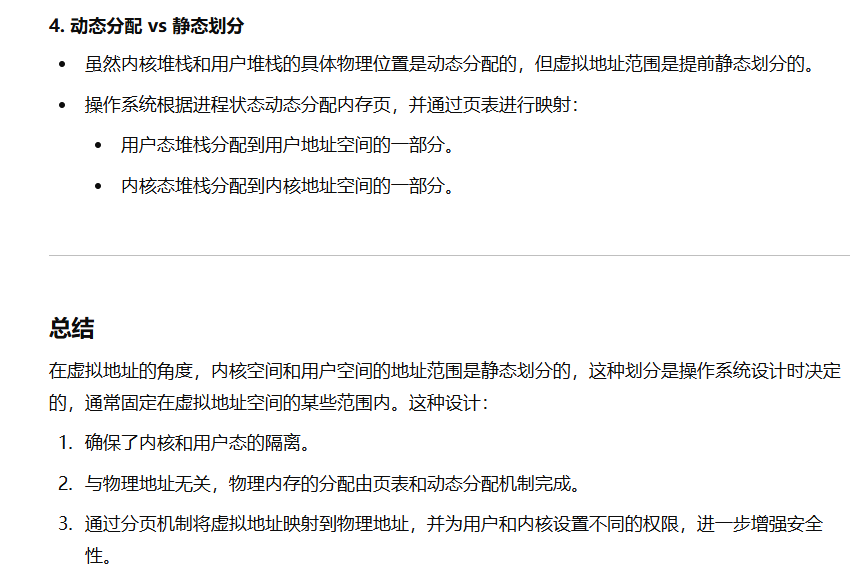 4. 动态分配 vs 静态划分
• 虽然内核堆栈和用户堆栈的具体物理位置是动态分配的，但虚拟地址范围是提前静态划分的。
• 操作系统根据进程状态动态分配内存页，并通过页表进行映射：
• 用户态堆栈分配到用户地址空间的一部分。
• 内核态堆栈分配到内核地址空间的一部分。
总结
在虚拟地址的角度，内核空间和用户空间的地址范围是静态划分的，这种划分是操作系统设计时决定
的，通常固定在虚拟地址空间的某些范围内。这种设计：
1. 确保了内核和用户态的隔离。
2. 与物理地址无关，物理内存的分配由页表和动态分配机制完成。
3. 通过分页机制将虚拟地址映射到物理地址，并为用户和内核设置不同的权限，进一步增强安全
性。